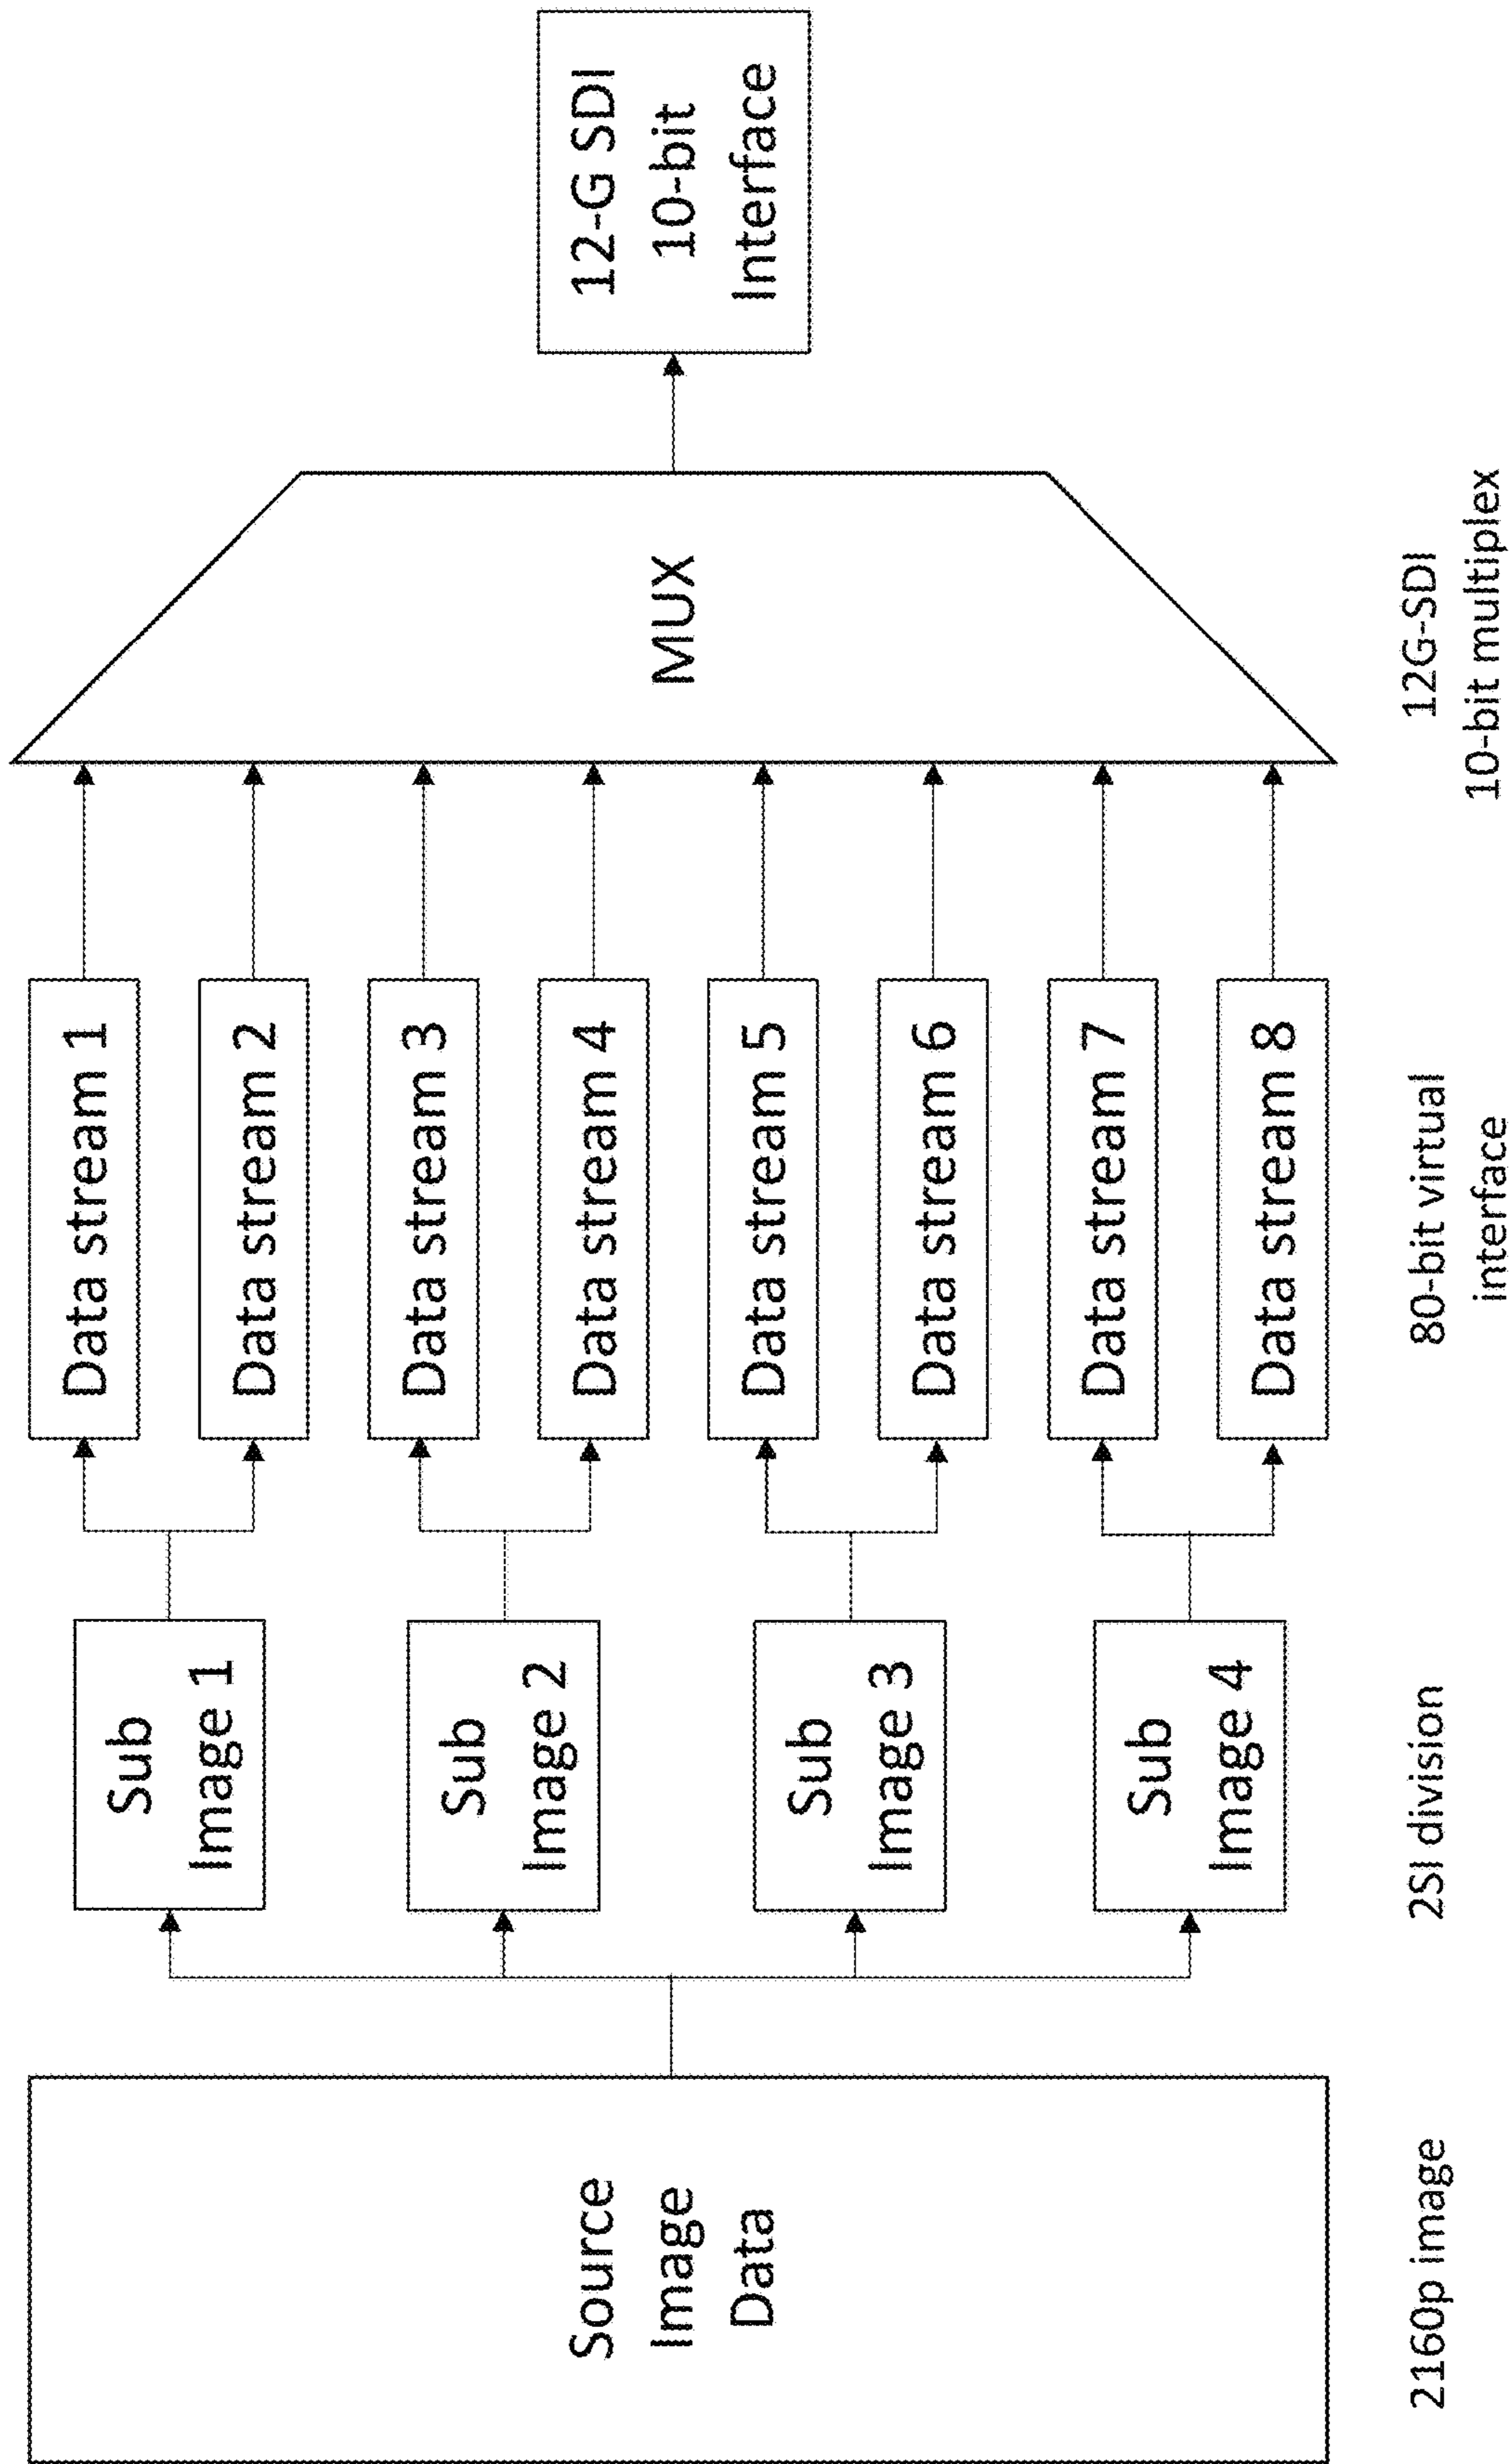 Source
Image
Data
2160p image
Sub
Image 1
Sub
Image 2
Sub
Image 3
Sub
Image 4
2SI division
Data stream 1
Data stream 2
Data stream 3
Data stream 4
Data stream 5
Data stream 6
Data stream 7
Data stream 8
80-bit virtual
interface
MUX
12G-SDI
10-bit multiplex
12-G SDI
10-bit
Interface